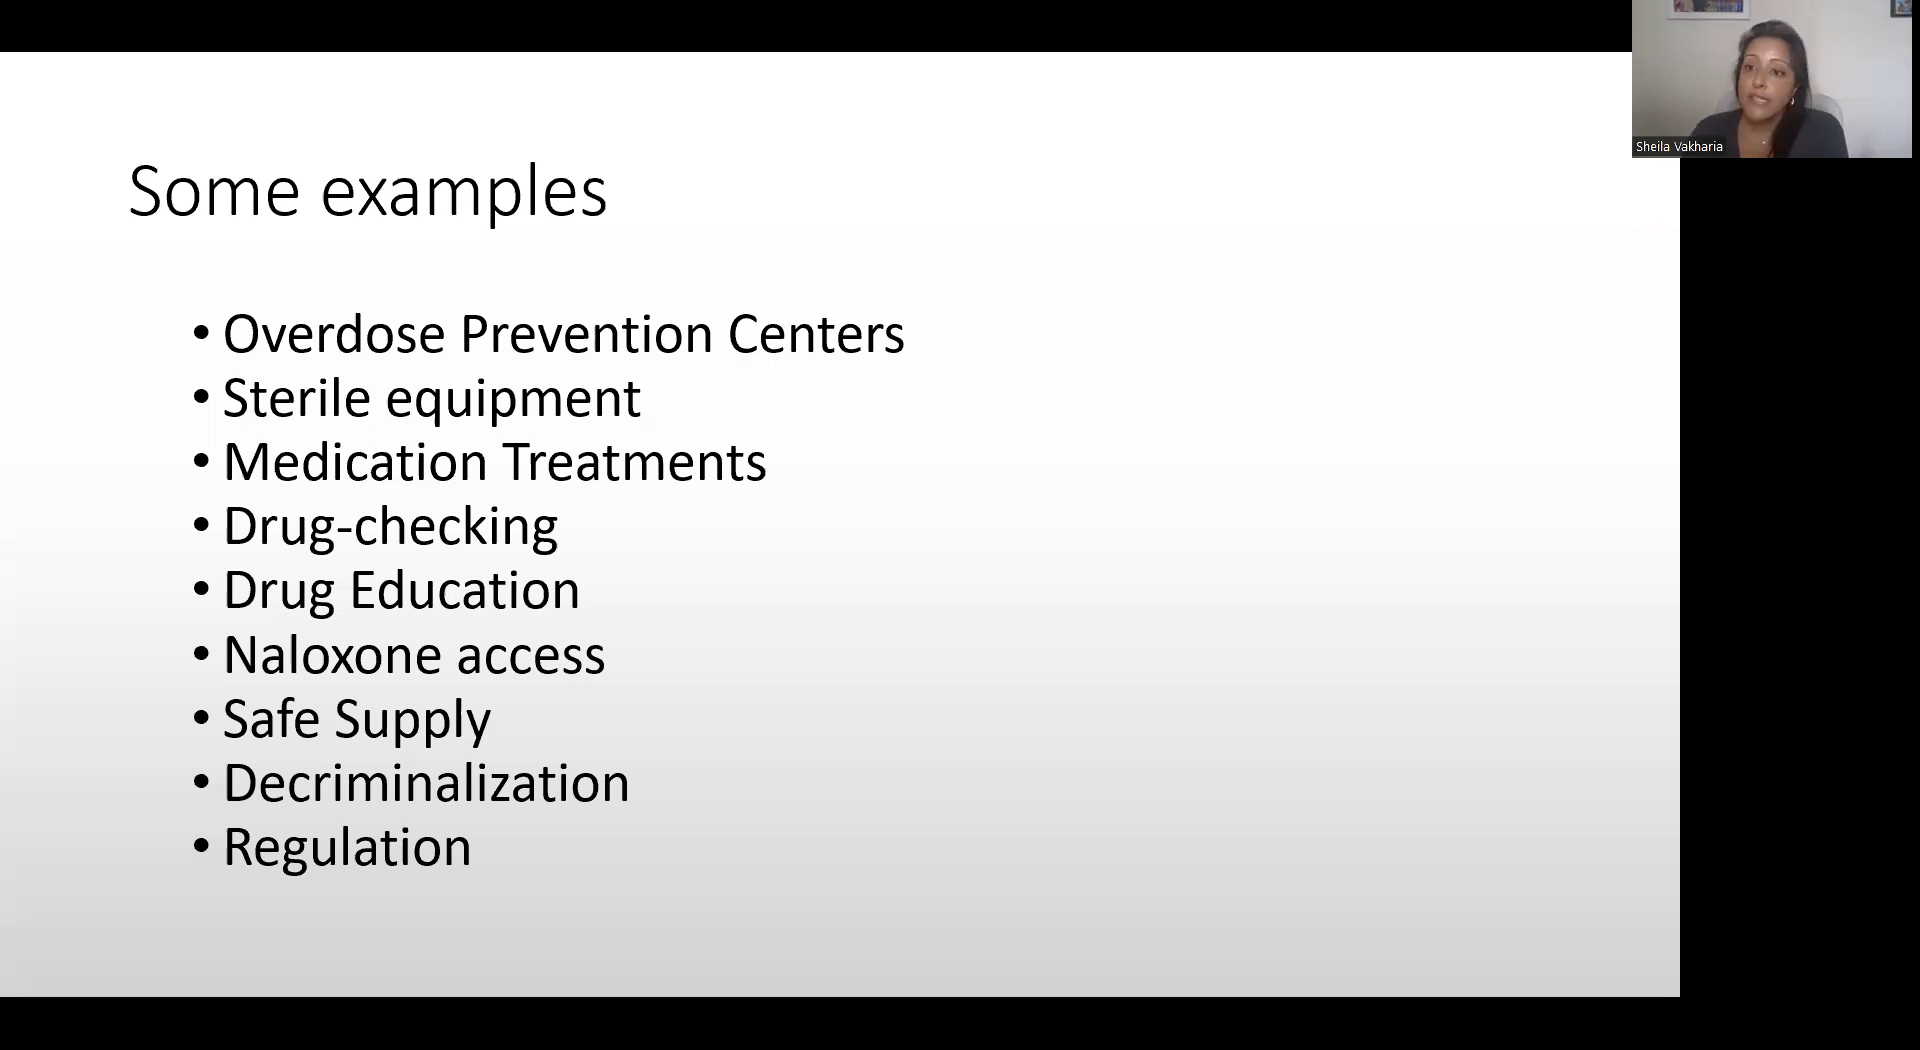 Some examples
• Overdose Prevention Centers
• Sterile equipment
• Medication Treatments
• Drug-checking
• Drug Education
• Naloxone access
• Safe Supply
• Decriminalization
• Regulation
Sheila Vakharia